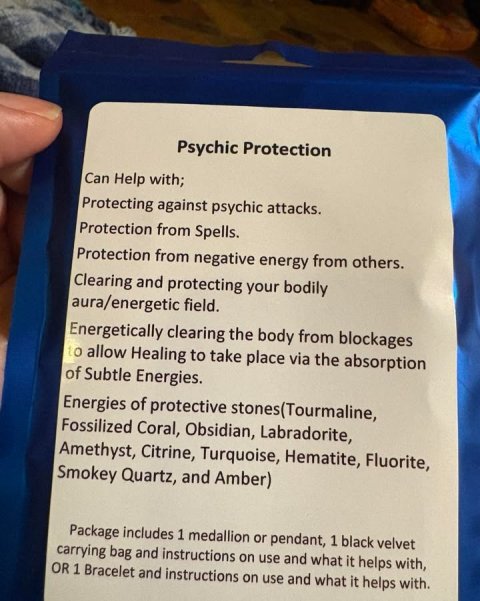 Psychic Protection
Can Help with;
Protecting against psychic attacks.
Protection from Spells.
Protection from negative energy from others.
Clearing and protecting your bodily
aura/energetic field.
Energetically clearing the body from blockages
to allow Healing to take place via the absorption
of Subtle Energies.
Energies of protective stones(Tourmaline,
Fossilized Coral, Obsidian, Labradorite,
Amethyst, Citrine, Turquoise, Hematite, Fluorite,
Smokey Quartz, and Amber)
Package includes 1 medallion or pendant, 1 black velvet
carrying bag and instructions on use and what it helps with,
OR 1 Bracelet and instructions on use and what it helps with.